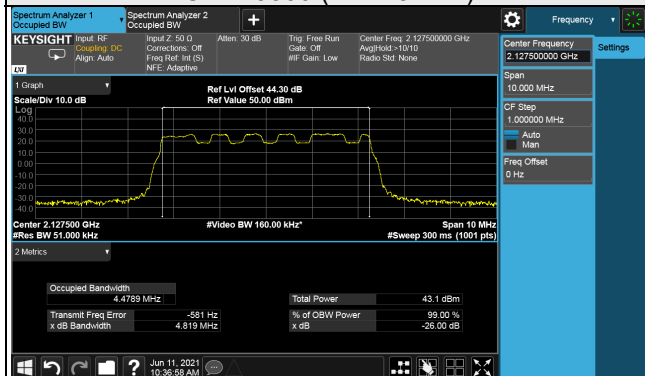 Spectrum Analyzer 1
Occupied BW
Spectrum Analyzer 2
Occupied BW
Frequency
KEYSIGHT
Input: RF
Coupling: DC
Align: Auto
Input Z: 50 Ω
Corrections: Off
Freq Ref: Int (S)
NFE: Adaptive
Atten: 30 dB
Trig: Free Run
Gate: Off
#IF Gain: Low
Center Freq: 2.127500000 GHz
Avg|Hold:>10/10
Radio Std: None
LXI
Center Frequency
2.127500000 GHz
Settings
Span
10.000 MHz
CF Step
1.000000 MHz
Auto
Man
Freq Offset
0 Hz
1 Graph
Scale/Div 10.0 dB
Ref Lvl Offset 44.30 dB
Ref Value 50.00 dBm
Log
40.0
30.0
20.0
10.0
0.00
-10.0
-20.0
-30.0
-40.0
Center 2.127500 GHz
#Res BW 51.000 kHz
#Video BW 160.00 kHz*
Span 10 MHz
#Sweep 300 ms (1001 pts)
2 Metrics
Occupied Bandwidth
4.4789 MHz
Total Power 43.1 dBm
Transmit Freq Error -581 Hz
% of OBW Power 99.00 %
x dB Bandwidth 4.819 MHz
x dB -26.00 dB
Jun 11, 2021
10:36:58 AM